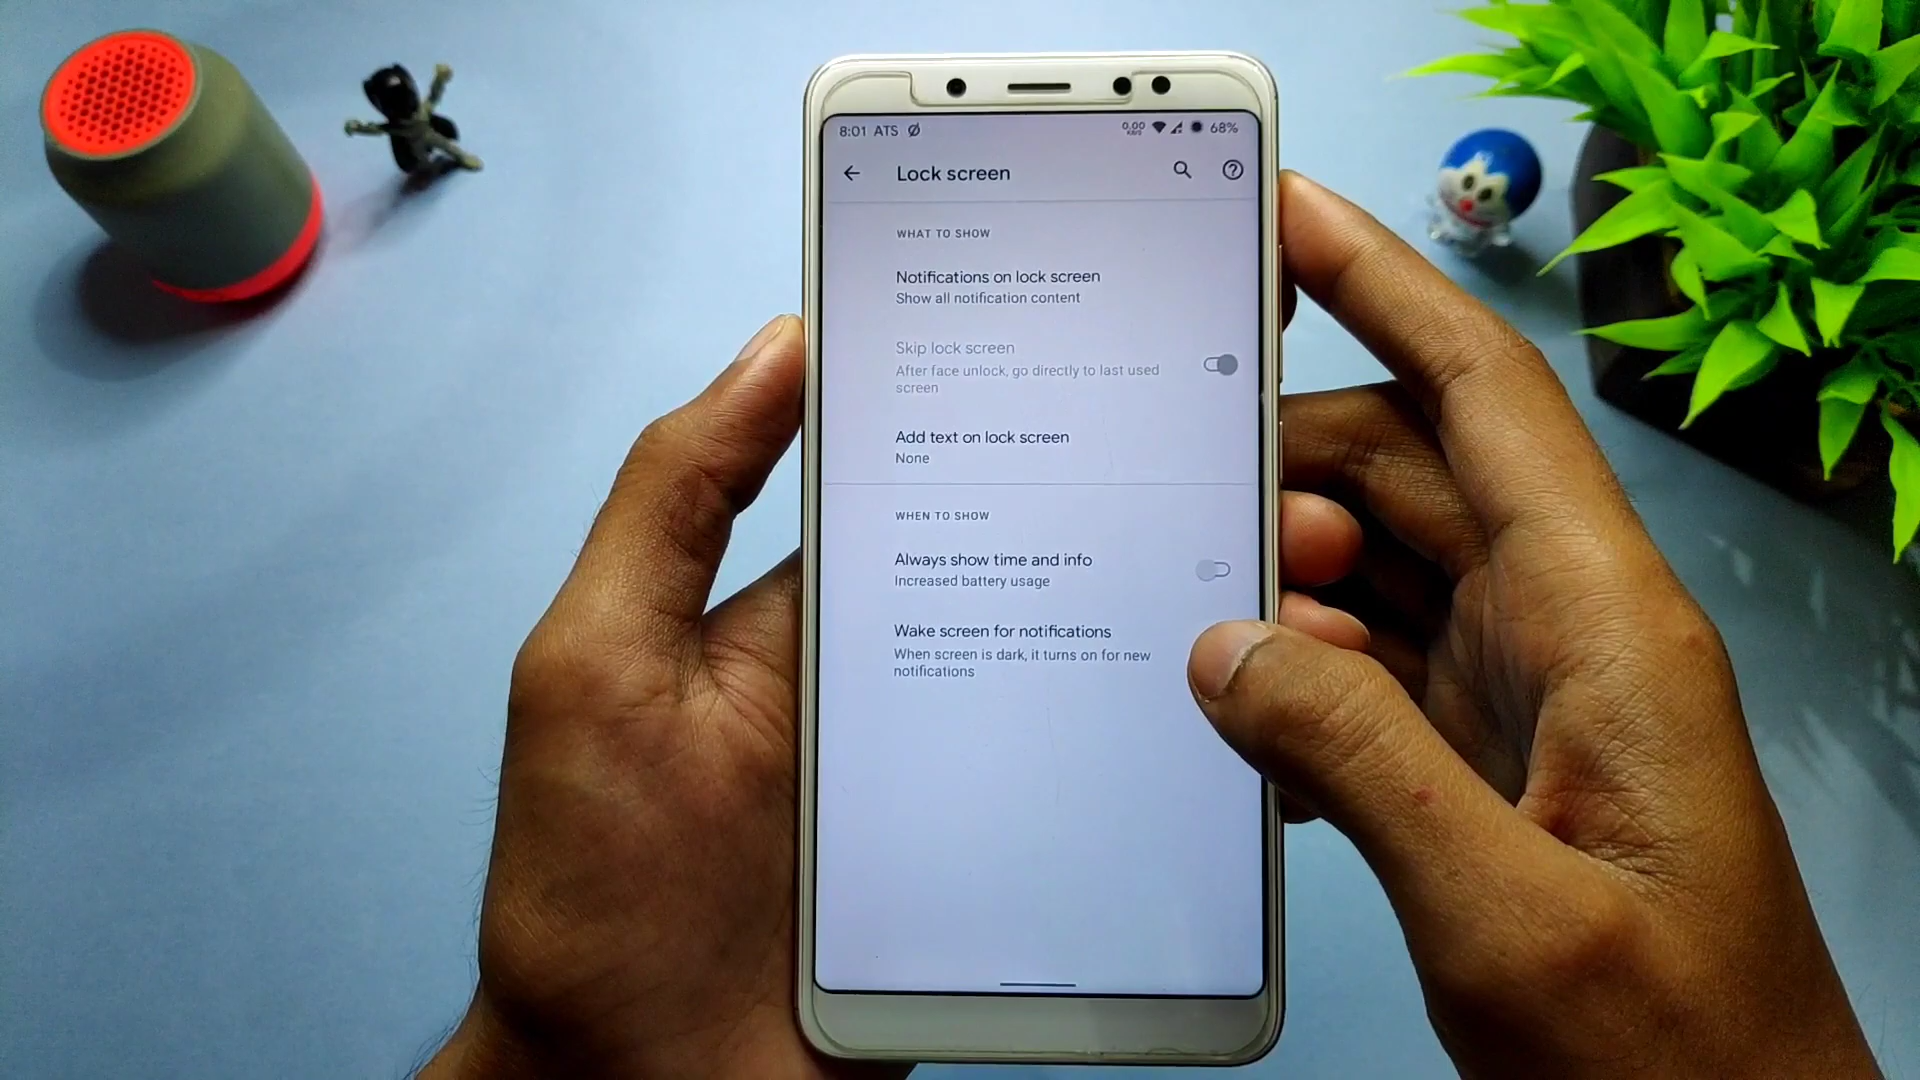 8:01 ATS 0.00 KB/S 68%
Lock screen
WHAT TO SHOW
Notifications on lock screen
Show all notification content
Skip lock screen
After face unlock, go directly to last used
screen
Add text on lock screen
None
WHEN TO SHOW
Always show time and info
Increased battery usage
Wake screen for notifications
When screen is dark, it turns on for new
notifications